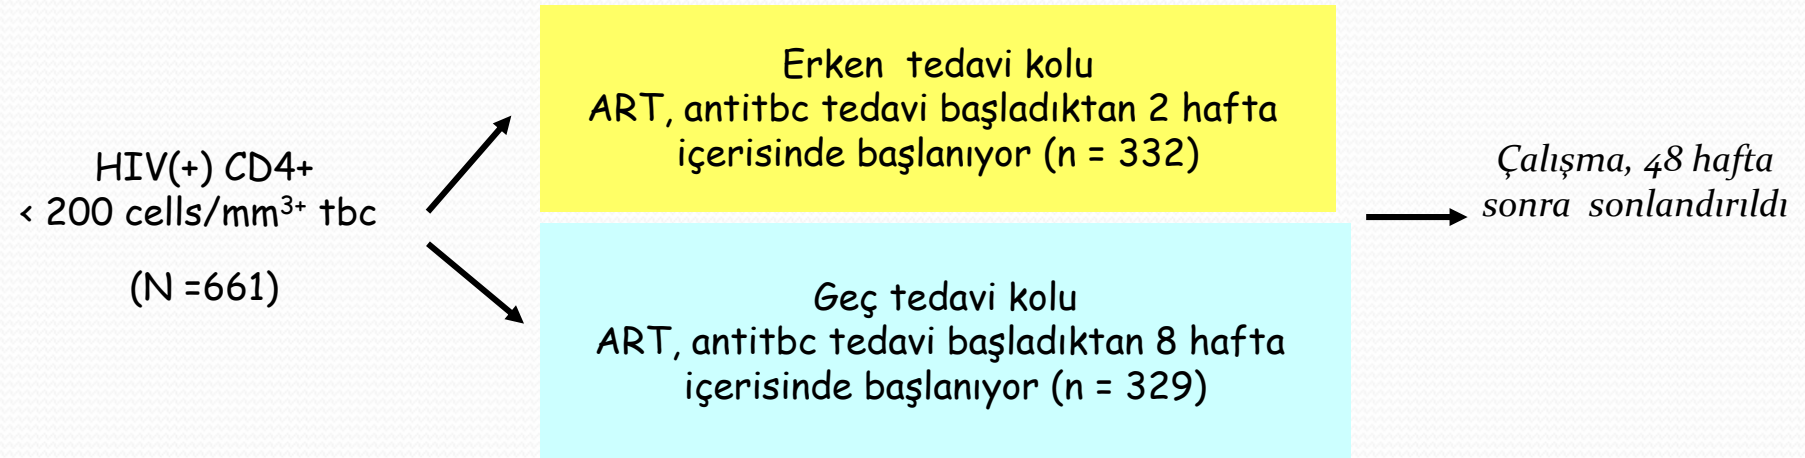 HIV(+) CD4+
< 200 cells/mm³⁺ tbc
(N =661)
Erken tedavi kolu
ART, antitbc tedavi başladıktan 2 hafta
içerisinde başlanıyor (n = 332)
Geç tedavi kolu
ART, antitbc tedavi başladıktan 8 hafta
içerisinde başlanıyor (n = 329)
Çalışma, 48 hafta
sonra sonlandırıldı